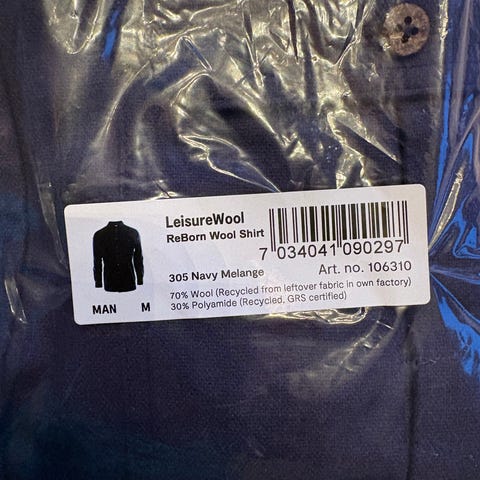 LeisureWool
ReBorn Wool Shirt
7 034041 090297
305 Navy Melange
Art. no. 106310
70% Wool (Recycled from leftover fabric in own factory)
30% Polyamide (Recycled, GRS certified)
MAN M